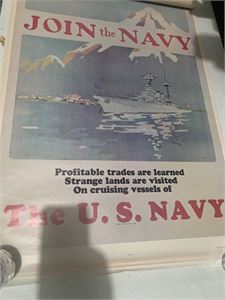 JOIN the NAVY
Profitable trades are learned
Strange lands are visited
On cruising vessels of
The U. S. NAVY